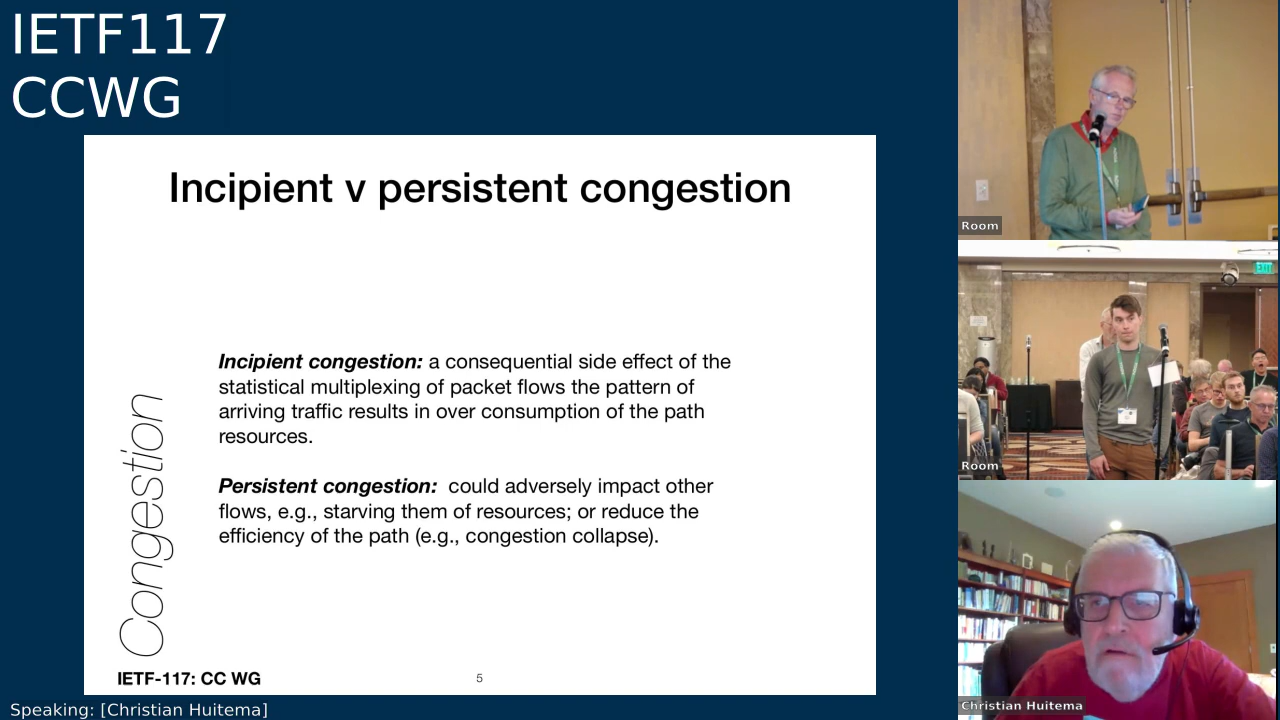 IETF117
CCWG
Incipient v persistent congestion
Incipient congestion: a consequential side effect of the
statistical multiplexing of packet flows the pattern of
arriving traffic results in over consumption of the path
resources.
Persistent congestion: could adversely impact other
flows, e.g., starving them of resources; or reduce the
efficiency of the path (e.g., congestion collapse).
Congestion
IETF-117: CC WG
5
Room
Room
EXIT
Christian Huitema
Speaking: [Christian Huitema]